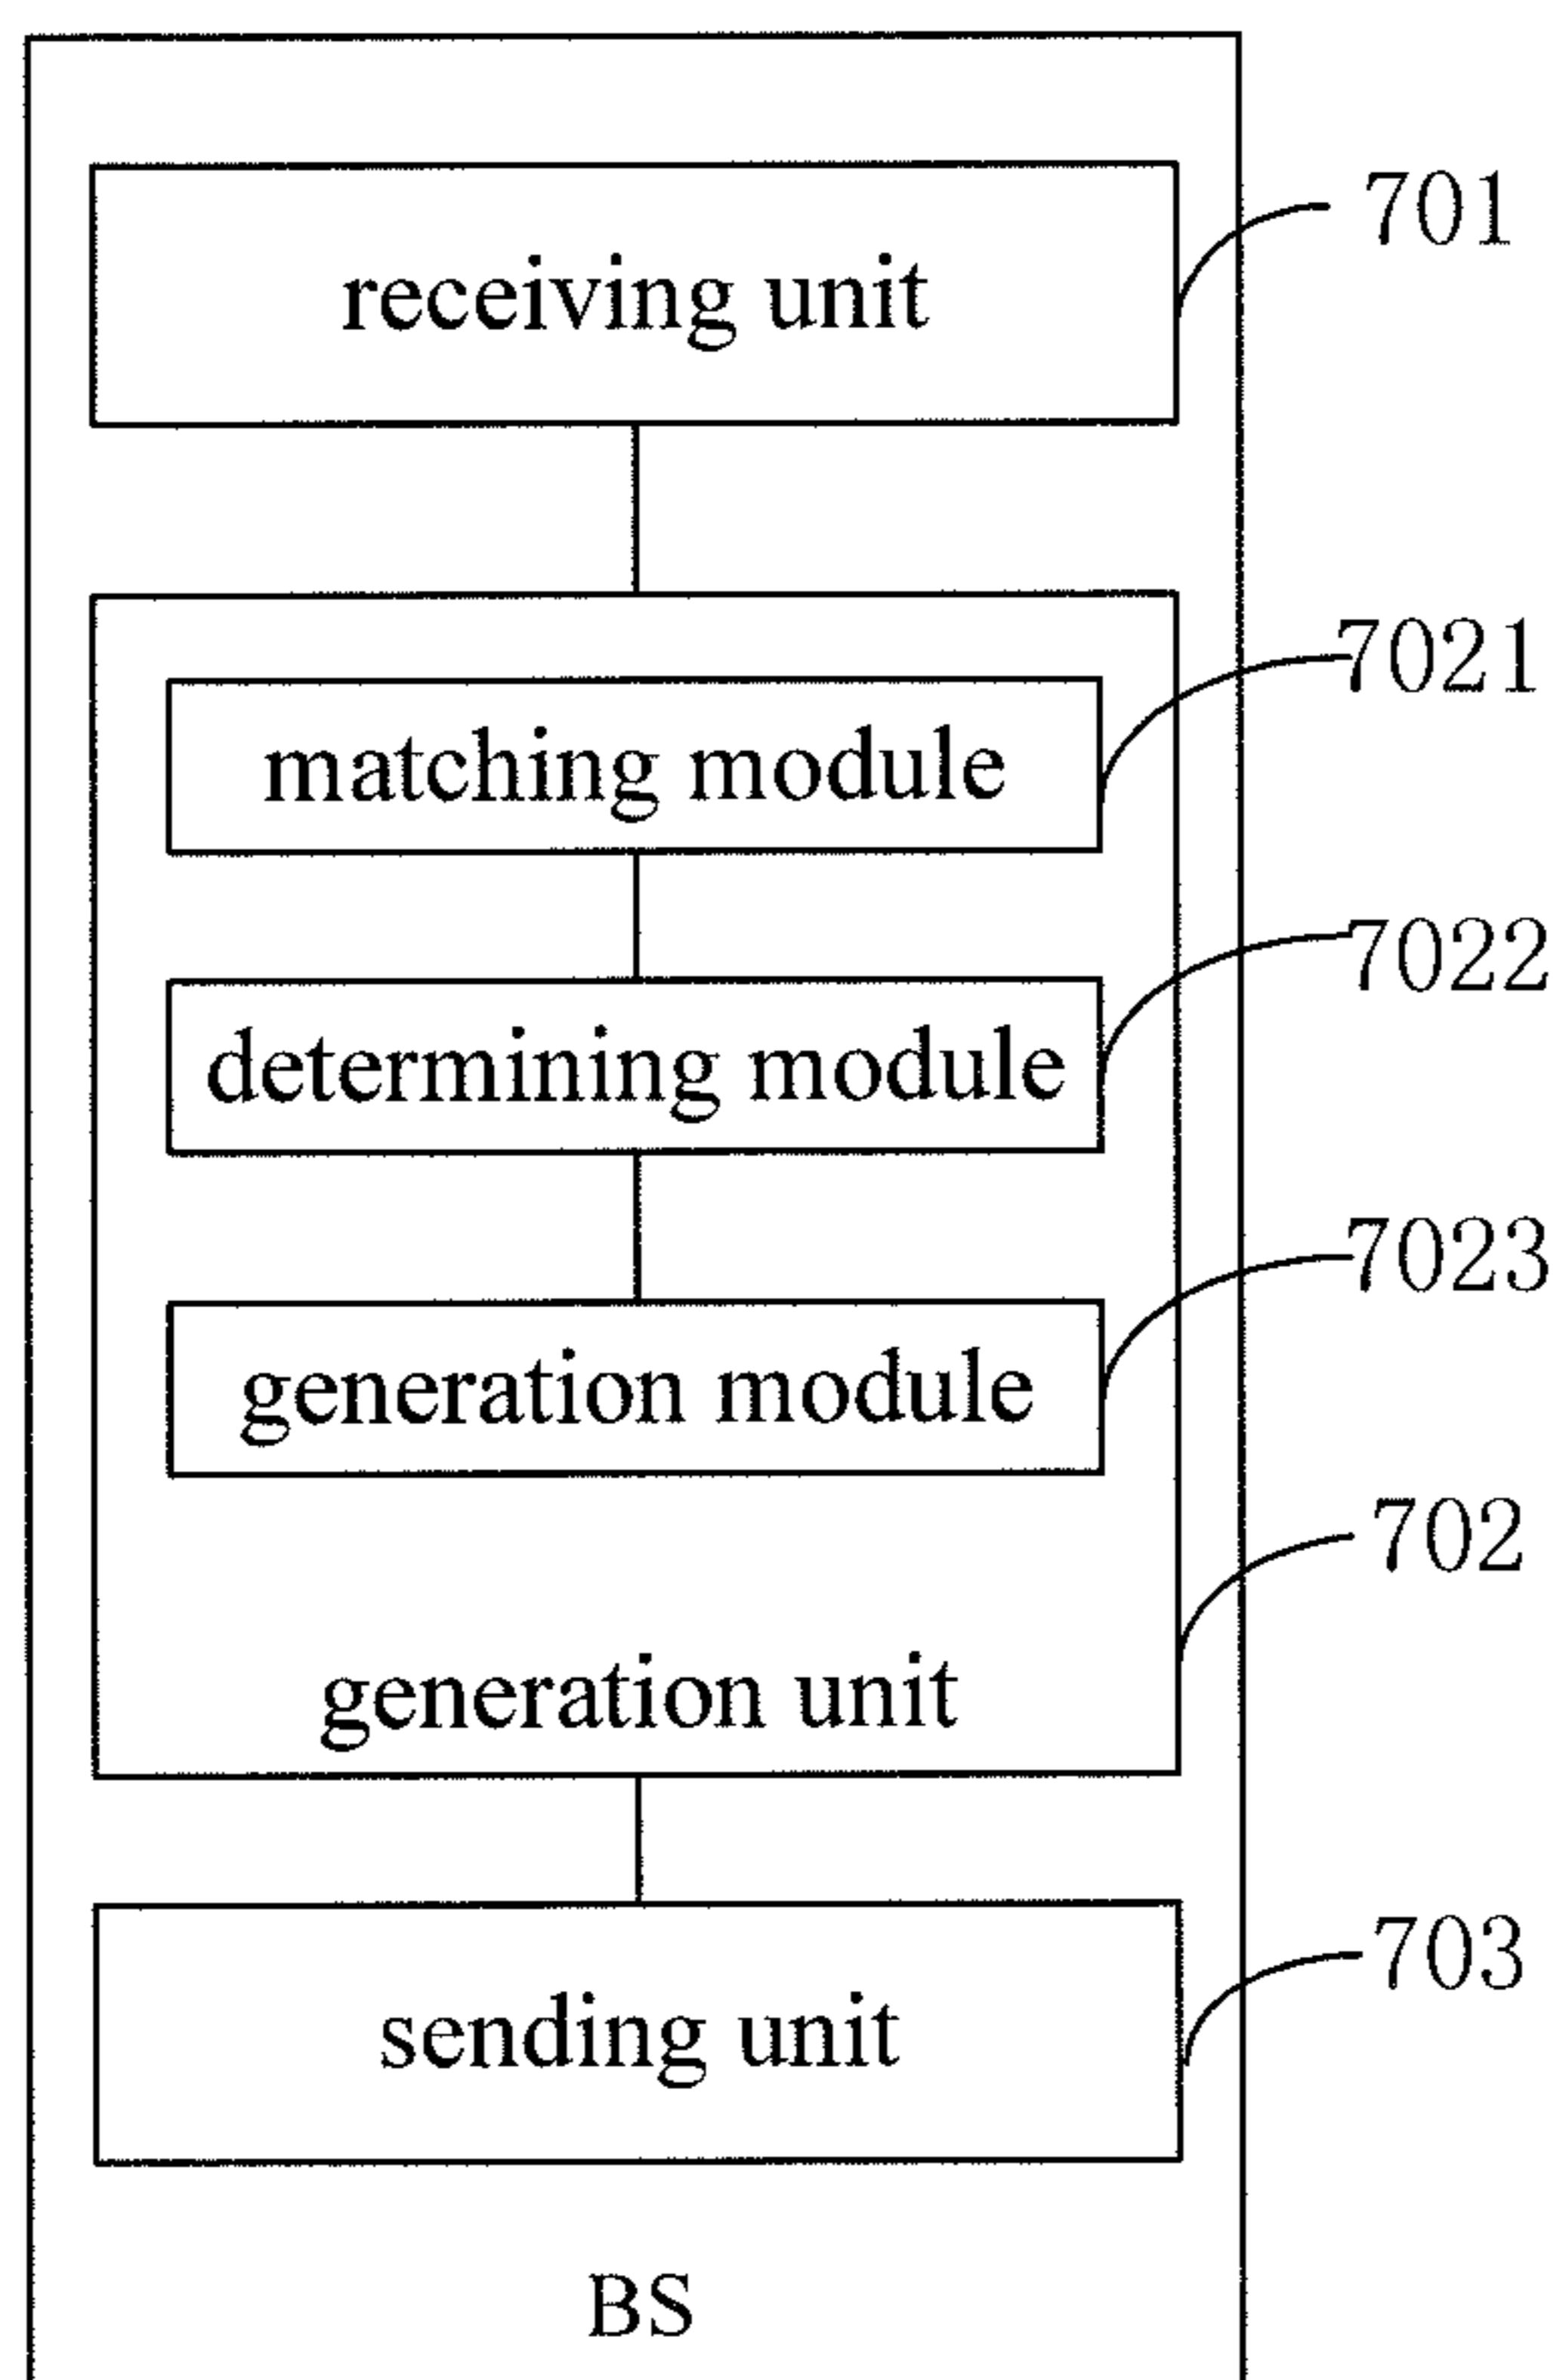 701
receiving unit
7021
matching module
7022
determining module
7023
generation module
702
generation unit
703
sending unit
BS